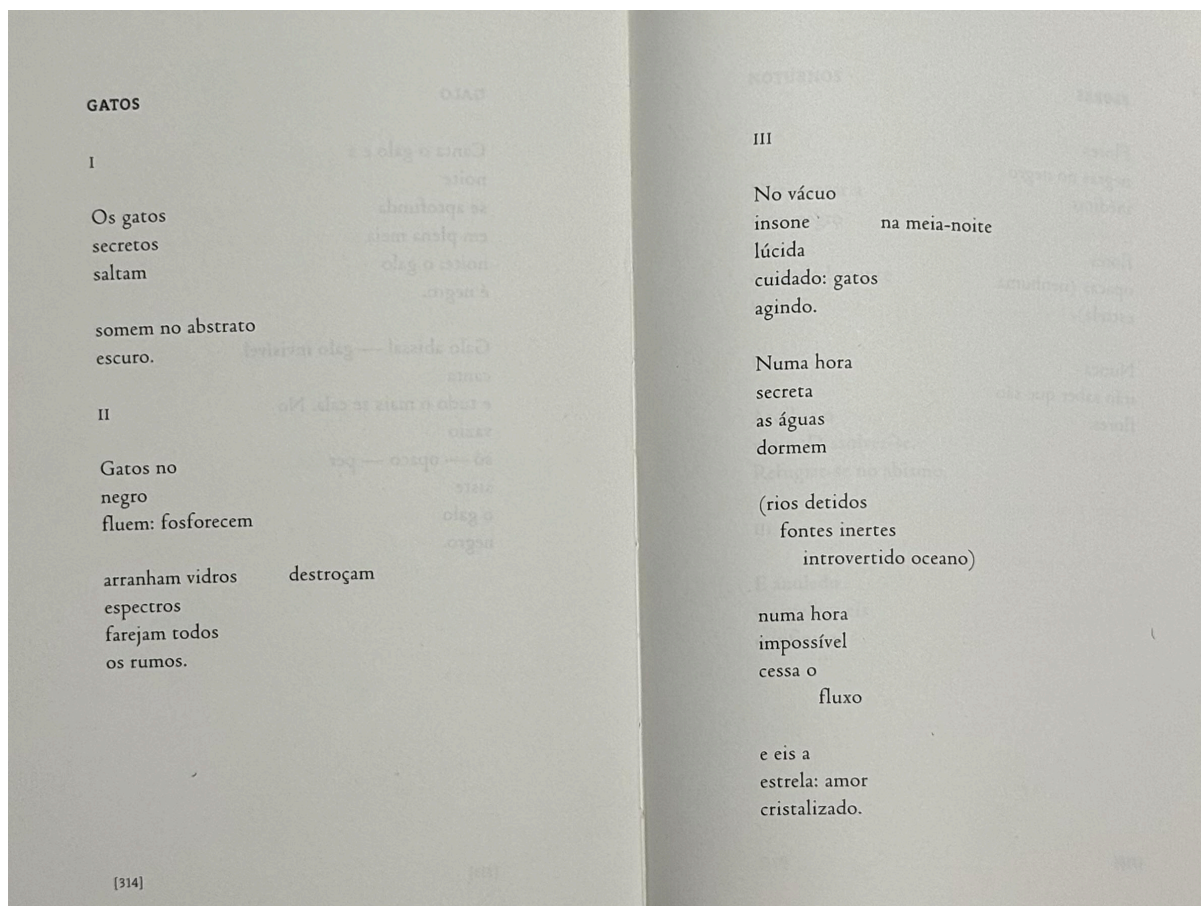 GATOS
I
Os gatos
secretos
saltam
somem no abstrato
escuro.
II
Gatos no
negro
fluem: fosforecem
arranham vidros destroçam
espectros
farejam todos
os rumos.
[314]
III
No vácuo
insone na meia-noite
lúcida
cuidado: gatos
agindo.
Numa hora
secreta
as águas
dormem
(rios detidos
fontes inertes
introvertido oceano)
numa hora
impossível
cessa o
fluxo
e eis a
estrela: amor
cristalizado.